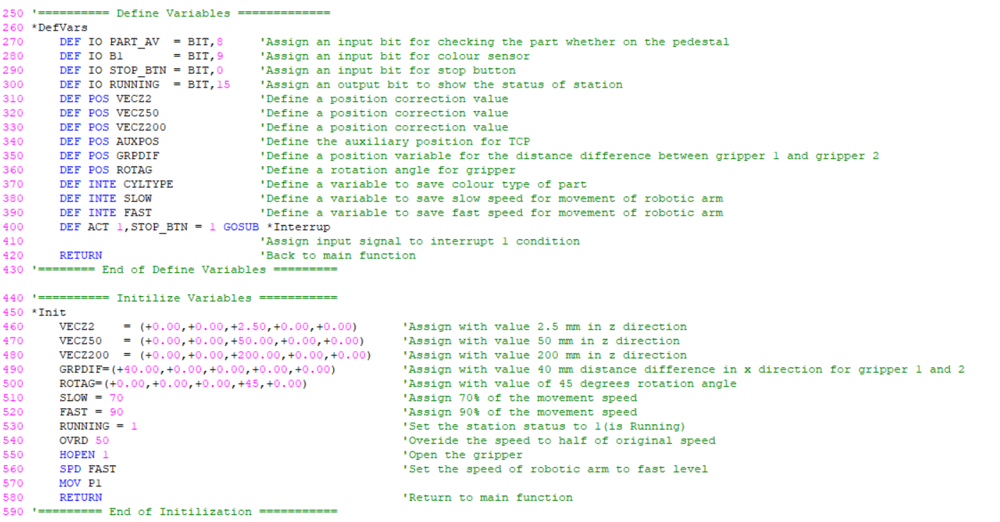 250 '========== Define Variables =============
260 *DefVars
270     DEF IO PART_AV  = BIT,8     'Assign an input bit for checking the part whether on the pedestal
280     DEF IO B1       = BIT,9     'Assign an input bit for colour sensor
290     DEF IO STOP_BTN = BIT,0     'Assign an input bit for stop button
300     DEF IO RUNNING  = BIT,15    'Assign an output bit to show the status of station
310     DEF POS VECZ2               'Define a position correction value
320     DEF POS VECZ50              'Define a position correction value
330     DEF POS VECZ200             'Define a position correction value
340     DEF POS AUXPOS              'Define the auxiliary position for TCP
350     DEF POS GRPDIF              'Define a position variable for the distance difference between gripper 1 and gripper 2
360     DEF POS ROTAG               'Define a rotation angle for gripper
370     DEF INTE CYLTYPE            'Define a variable to save colour type of part
380     DEF INTE SLOW               'Define a variable to save slow speed for movement of robotic arm
390     DEF INTE FAST               'Define a variable to save fast speed for movement of robotic arm
400     DEF ACT 1,STOP_BTN = 1 GOSUB *Interrup
410                                 'Assign input signal to interrupt 1 condition
420     RETURN                      'Back to main function
430 '======== End of Define Variables =========
440 '========== Initilize Variables ===========
450 *Init
460     VECZ2    = (+0.00,+0.00,+2.50,+0.00,+0.00)      'Assign with value 2.5 mm in z direction
470     VECZ50   = (+0.00,+0.00,+50.00,+0.00,+0.00)     'Assign with value 50 mm in z direction
480     VECZ200  = (+0.00,+0.00,+200.00,+0.00,+0.00)    'Assign with value 200 mm in z direction
490     GRPDIF=(+40.00,+0.00,+0.00,+0.00,+0.00)         'Assign with value 40 mm distance difference in x direction for gripper 1 and 2
500     ROTAG=(+0.00,+0.00,+0.00,+45,+0.00)             'Assign with value of 45 degrees rotation angle
510     SLOW = 70                                       'Assign 70% of the movement speed
520     FAST = 90                                       'Assign 90% of the movement speed
530     RUNNING = 1                                     'Set the station status to 1(is Running)
540     OVRD 50                                         'Overide the speed to half of original speed
550     HOPEN 1                                         'Open the gripper
560     SPD FAST                                        'Set the speed of robotic arm to fast level
570     MOV P1
580     RETURN                                          'Return to main function
590 '========= End of Initilization ===========